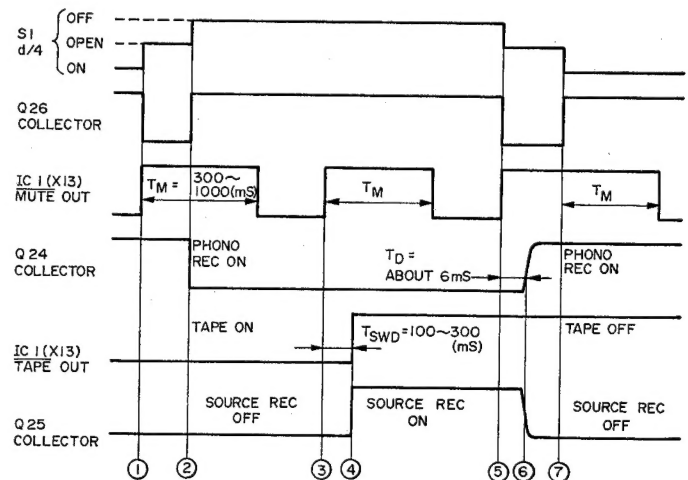 OFF
S1 OPEN
d/4
ON
Q26
COLLECTOR
IC 1 (X13)
MUTE OUT
TM = 300~
1000(mS)
TM
TM
Q24
COLLECTOR
PHONO
REC ON
TD =
ABOUT 6mS
PHONO
REC ON
TAPE ON
TSWD=100~300
(mS)
TAPE OFF
IC 1 (X13)
TAPE OUT
SOURCE REC
OFF
SOURCE REC
ON
SOURCE REC
OFF
Q25
COLLECTOR
① ② ③ ④ ⑤ ⑥ ⑦